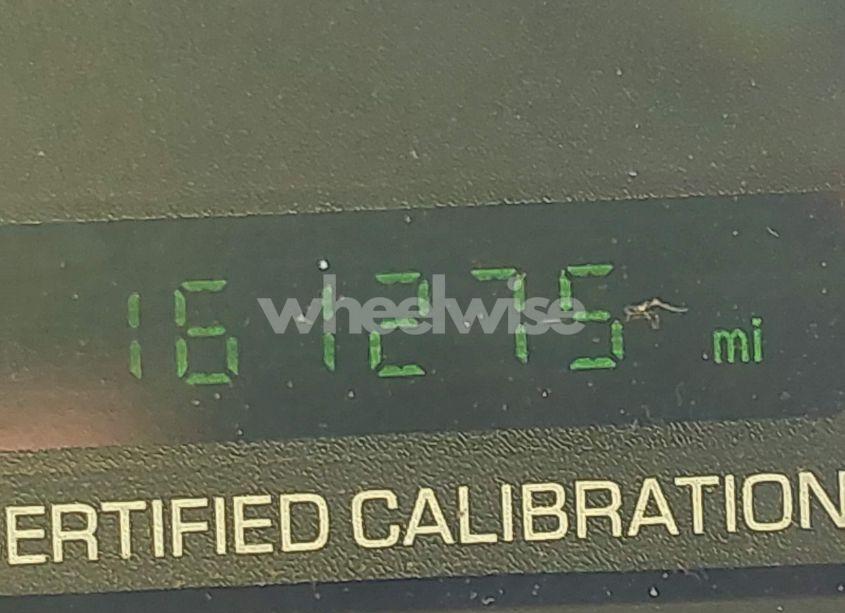 161275 mi
wheelwise
ERTIFIED CALIBRATION